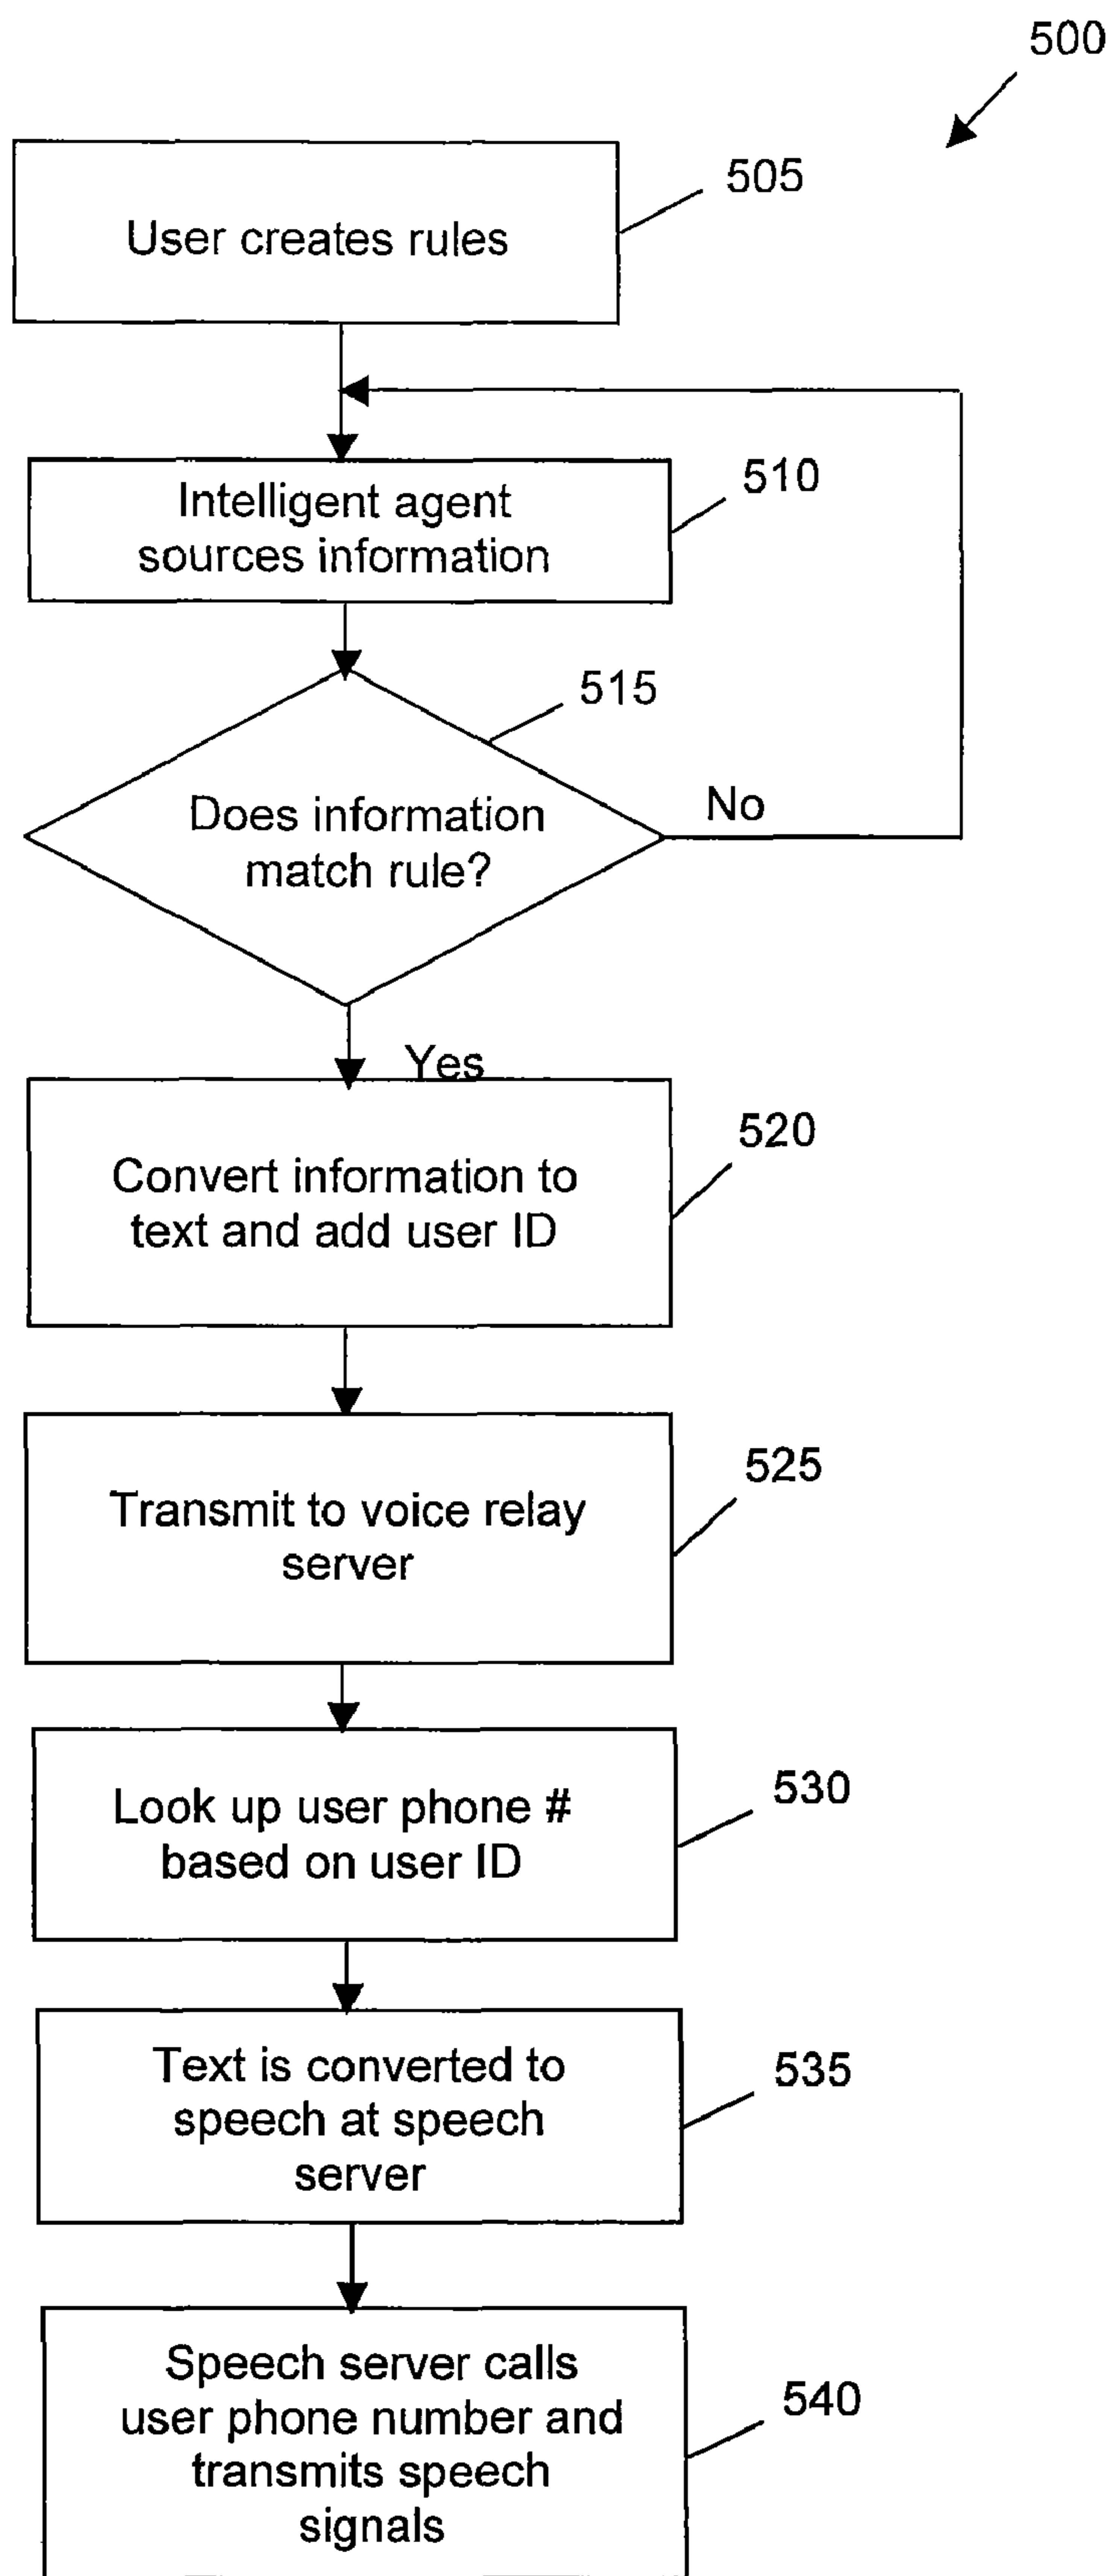 500
505
User creates rules
510
Intelligent agent
sources information
515
Does information
match rule?
No
Yes
520
Convert information to
text and add user ID
525
Transmit to voice relay
server
530
Look up user phone #
based on user ID
535
Text is converted to
speech at speech
server
540
Speech server calls
user phone number and
transmits speech
signals